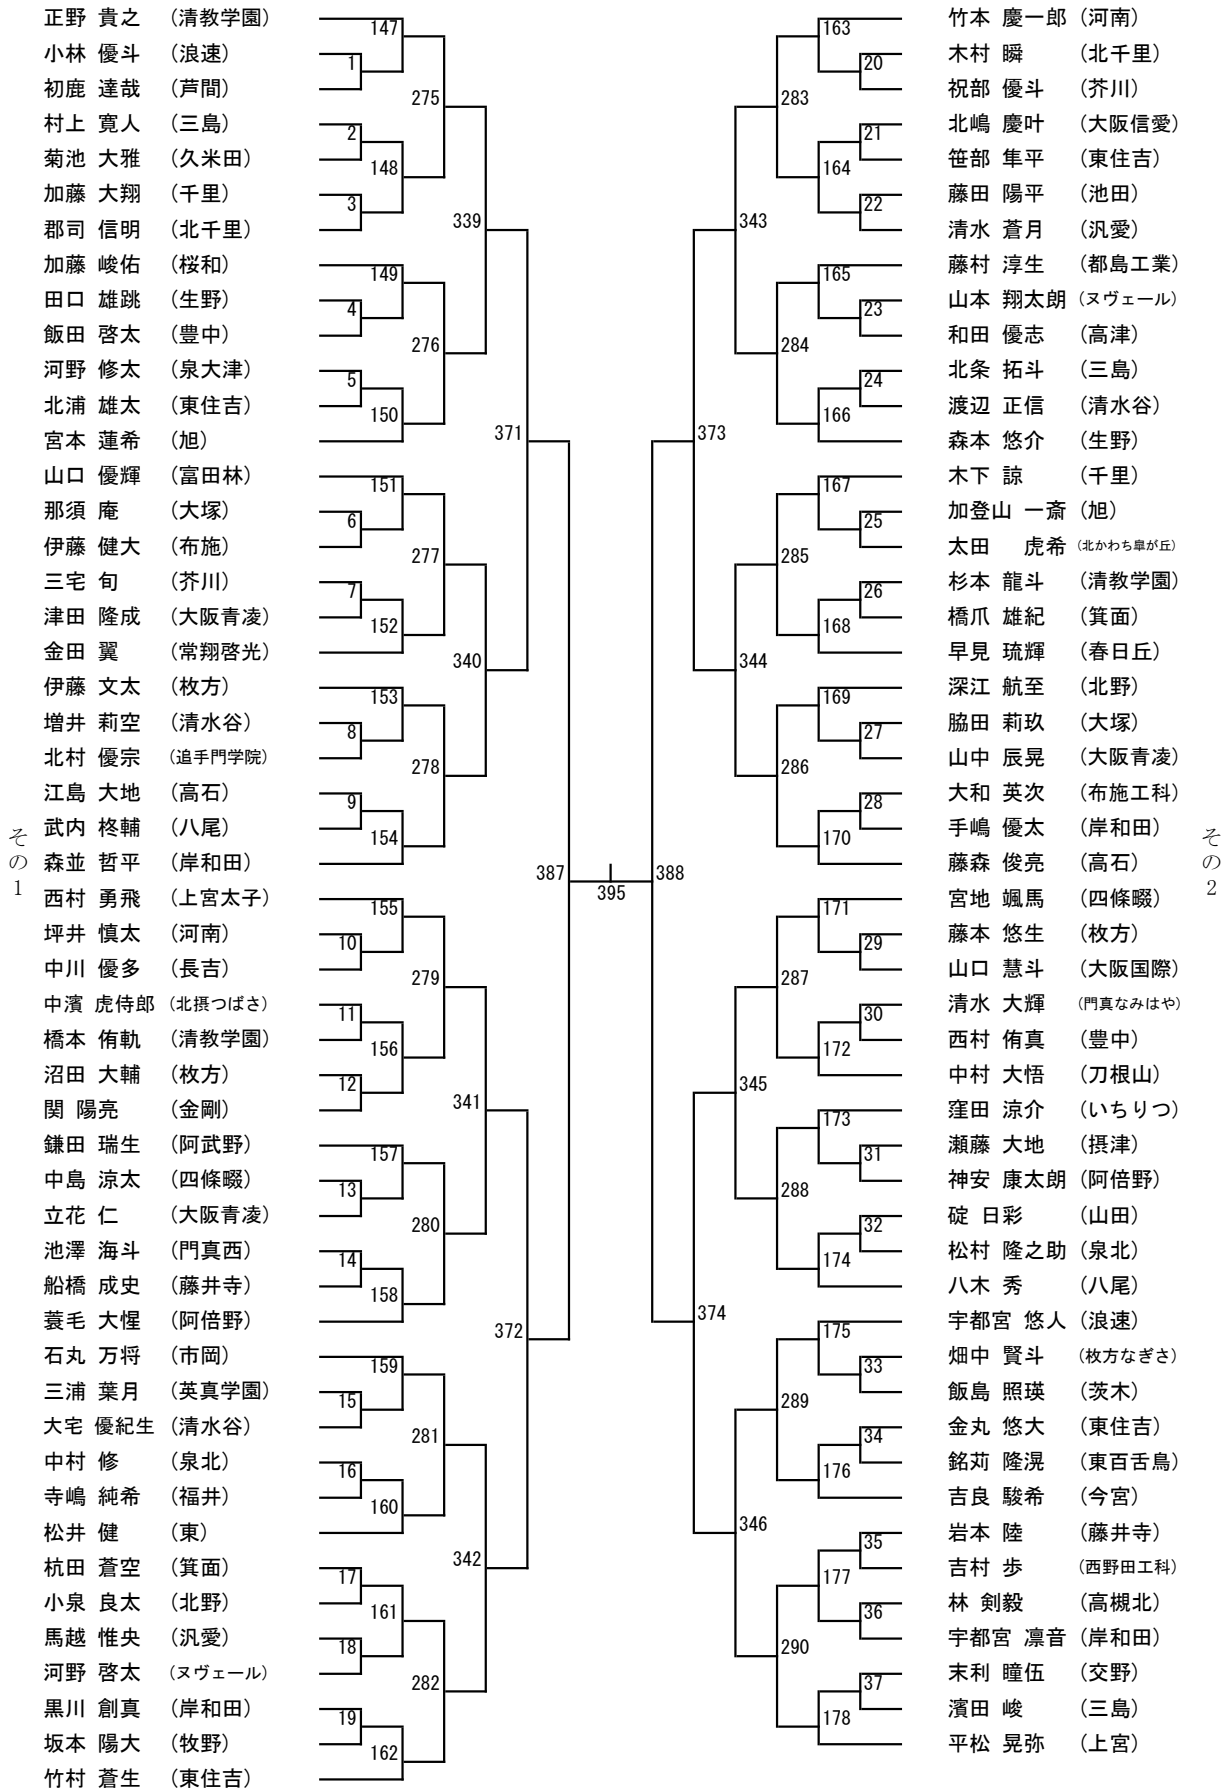 正野 貴之 (清教学園)
小林 優斗 (浪速)
初鹿 達哉 (芦間)
村上 寛人 (三島)
菊池 大雅 (久米田)
加藤 大翔 (千里)
郡司 信明 (北千里)
加藤 峻佑 (桜和)
田口 雄跳 (生野)
飯田 啓太 (豊中)
河野 修太 (泉大津)
北浦 雄太 (東住吉)
宮本 蓮希 (旭)
山口 優輝 (富田林)
那須 庵 (大塚)
伊藤 健大 (布施)
三宅 旬 (芥川)
津田 隆成 (大阪青凌)
金田 翼 (常翔啓光)
伊藤 文太 (枚方)
増井 莉空 (清水谷)
北村 優宗 (追手門学院)
江島 大地 (高石)
武内 柊輔 (八尾)
森並 哲平 (岸和田)
西村 勇飛 (上宮太子)
坪井 慎太 (河南)
中川 優多 (長吉)
中濱 虎侍郎 (北摂つばさ)
橋本 侑軌 (清教学園)
沼田 大輔 (枚方)
関 陽亮 (金剛)
鎌田 瑞生 (阿武野)
中島 涼太 (四條畷)
立花 仁 (大阪青凌)
池澤 海斗 (門真西)
船橋 成史 (藤井寺)
蓑毛 大惺 (阿倍野)
石丸 万将 (市岡)
三浦 葉月 (英真学園)
大宅 優紀生 (清水谷)
中村 修 (泉北)
寺嶋 純希 (福井)
松井 健 (東)
杭田 蒼空 (箕面)
小泉 良太 (北野)
馬越 惟央 (汎愛)
河野 啓太 (ヌヴェール)
黒川 創真 (岸和田)
坂本 陽大 (牧野)
竹村 蒼生 (東住吉)
その1
1
2
3
4
5
6
7
8
9
10
11
12
13
14
15
16
17
18
19
147
148
149
150
151
152
153
154
155
156
157
158
159
160
161
162
275
276
277
278
279
280
281
282
339
340
341
342
371
372
387
395
388
373
374
343
344
345
346
283
284
285
286
287
288
289
290
163
164
165
166
167
168
169
170
171
172
173
174
175
176
177
178
20
21
22
23
24
25
26
27
28
29
30
31
32
33
34
35
36
37
竹本 慶一郎 (河南)
木村 瞬 (北千里)
祝部 優斗 (芥川)
北嶋 慶叶 (大阪信愛)
笹部 隼平 (東住吉)
藤田 陽平 (池田)
清水 蒼月 (汎愛)
藤村 淳生 (都島工業)
山本 翔太朗 (ヌヴェール)
和田 優志 (高津)
北条 拓斗 (三島)
渡辺 正信 (清水谷)
森本 悠介 (生野)
木下 諒 (千里)
加登山 一斎 (旭)
太田 虎希 (北かわち皐が丘)
杉本 龍斗 (清教学園)
橋爪 雄紀 (箕面)
早見 琉輝 (春日丘)
深江 航至 (北野)
脇田 莉玖 (大塚)
山中 辰晃 (大阪青凌)
大和 英次 (布施工科)
手嶋 優太 (岸和田)
藤森 俊亮 (高石)
宮地 颯馬 (四條畷)
藤本 悠生 (枚方)
山口 慧斗 (大阪国際)
清水 大輝 (門真なみはや)
西村 侑真 (豊中)
中村 大悟 (刀根山)
窪田 涼介 (いちりつ)
瀬藤 大地 (摂津)
神安 康太朗 (阿倍野)
碇 日彩 (山田)
松村 隆之助 (泉北)
八木 秀 (八尾)
宇都宮 悠人 (浪速)
畑中 賢斗 (枚方なぎさ)
飯島 照瑛 (茨木)
金丸 悠大 (東住吉)
銘苅 隆滉 (東百舌鳥)
吉良 駿希 (今宮)
岩本 陸 (藤井寺)
吉村 歩 (西野田工科)
林 剣毅 (高槻北)
宇都宮 凛音 (岸和田)
末利 瞳伍 (交野)
濱田 峻 (三島)
平松 晃弥 (上宮)
その2